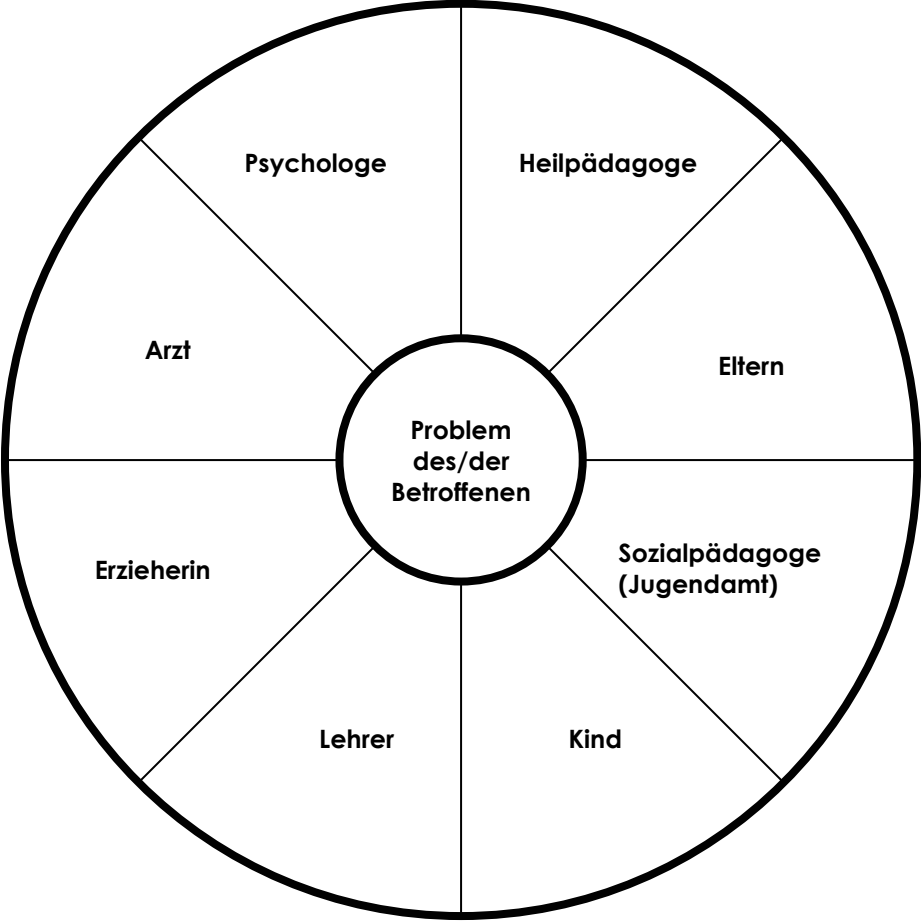 Psychologe
Heilpädagoge
Arzt
Eltern
Problem
des/der
Betroffenen
Erzieherin
Sozialpädagoge
(Jugendamt)
Lehrer
Kind